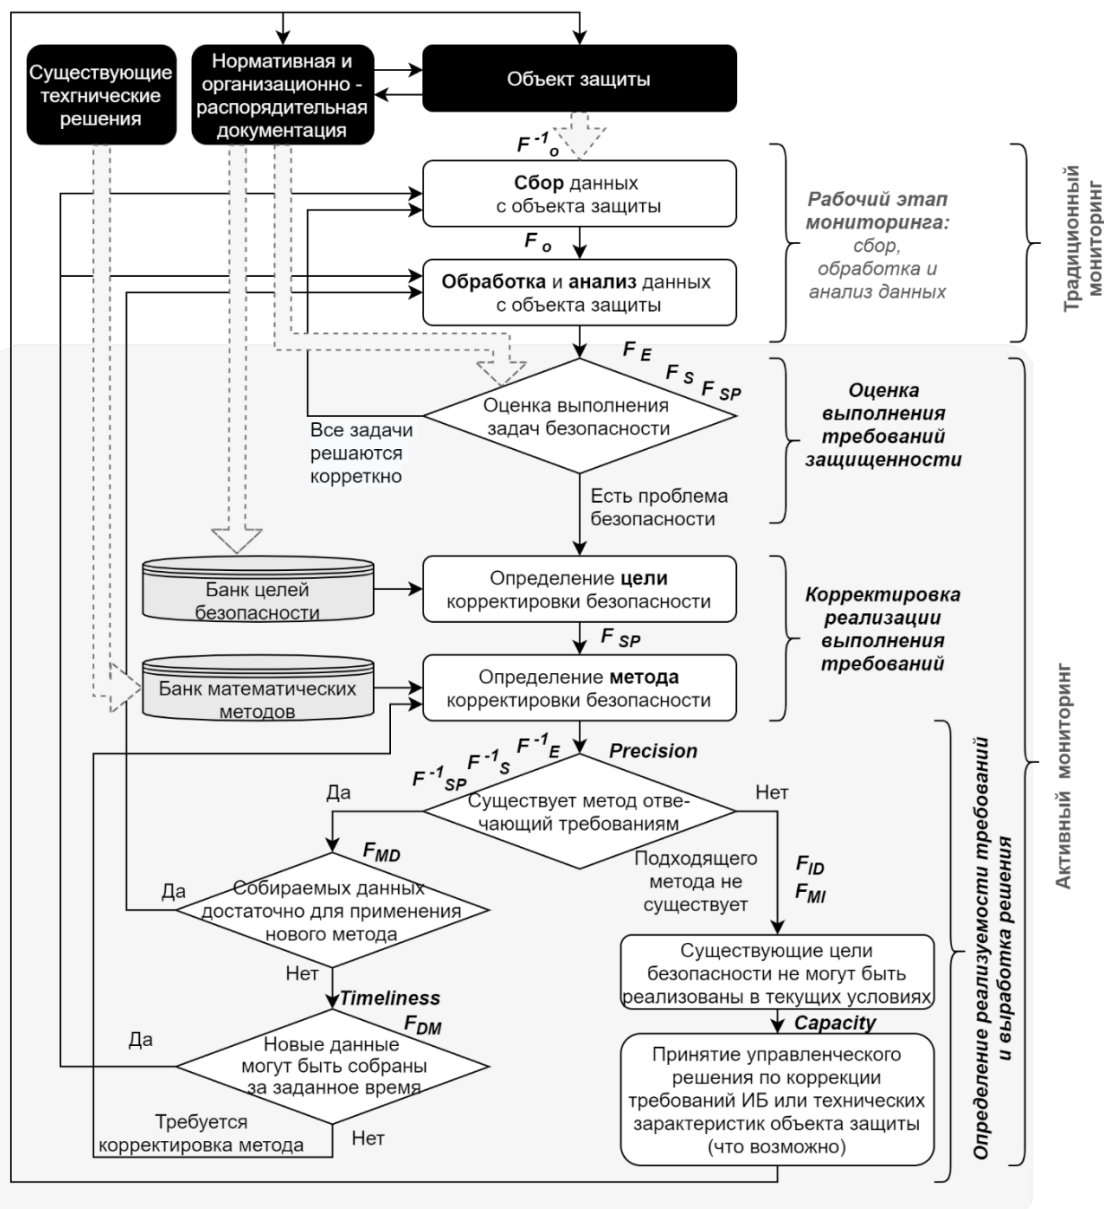 Существующие
техгнические
решения
Нормативная и
организационно -
распорядительная
документация
Объект защиты
F -1 o
Сбор данных
с объекта защиты
F o
Обработка и анализ данных
с объекта защиты
Рабочий этап
мониторинга:
сбор,
обработка и
анализ данных
Традиционный
мониторинг
F E
F S
F SP
Оценка выполнения
задач безопасности
Все задачи
решаются
корреткно
Есть проблема
безопасности
Оценка
выполнения
требований
защищенности
Банк целей
безопасности
Определение цели
корректировки безопасности
F SP
Банк математических
методов
Определение метода
корректировки безопасности
Корректировка
реализации
выполнения
требований
Активный мониторинг
F -1 SP
F -1 S
F -1 E
Precision
Да
Существует метод отве-
чающий требованиям
Нет
Подходящего
метода не
существует
F ID
F MI
F MD
Да
Собираемых данных
достаточно для применения
нового метода
Нет
Существующие цели
безопасности не могут быть
реализованы в текущих условиях
Timeliness
F DM
Capacity
Да
Новые данные
могут быть собраны
за заданное время
Требуется
корректировка метода
Нет
Принятие управленческого
решения по коррекции
требований ИБ или технических
зарактеристик объекта защиты
(что возможно)
Определение реализуемости требований
и выработка решения